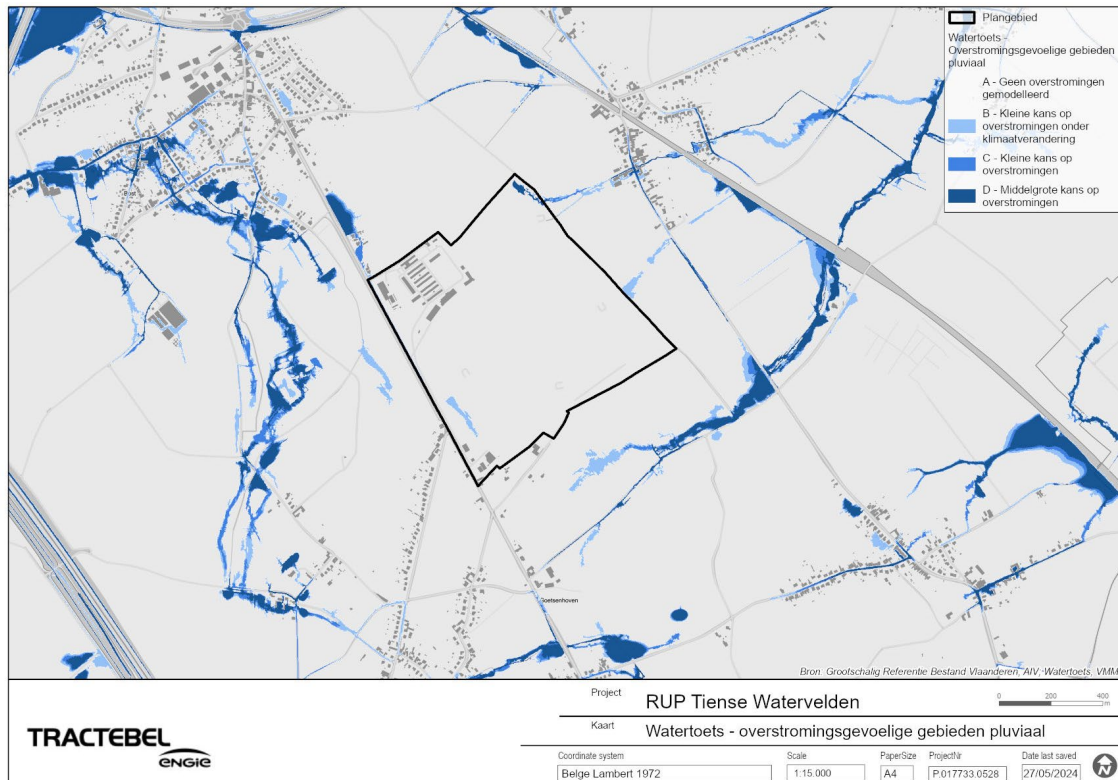 Plangebied
Watertoets -
Overstromingsgevoelige gebieden
pluviaal
A - Geen overstromingen
gemodelleerd
B - Kleine kans op
overstromingen onder
klimaatverandering
C - Kleine kans op
overstromingen
D - Middelgrote kans op
overstromingen
Bost
Goetsenhoven
Bron: Grootschalig Referentie Bestand Vlaanderen, AIV, Watertoets, VMM
Project
RUP Tiense Watervelden
0 200 400
m
Kaart
Watertoets - overstromingsgevoelige gebieden pluviaal
TRACTEBEL
ENGIE
Coordinate system
Scale
PaperSize
ProjectNr
Date last saved
Belge Lambert 1972
1:15.000
A4
P.017733.0528
27/05/2024
N